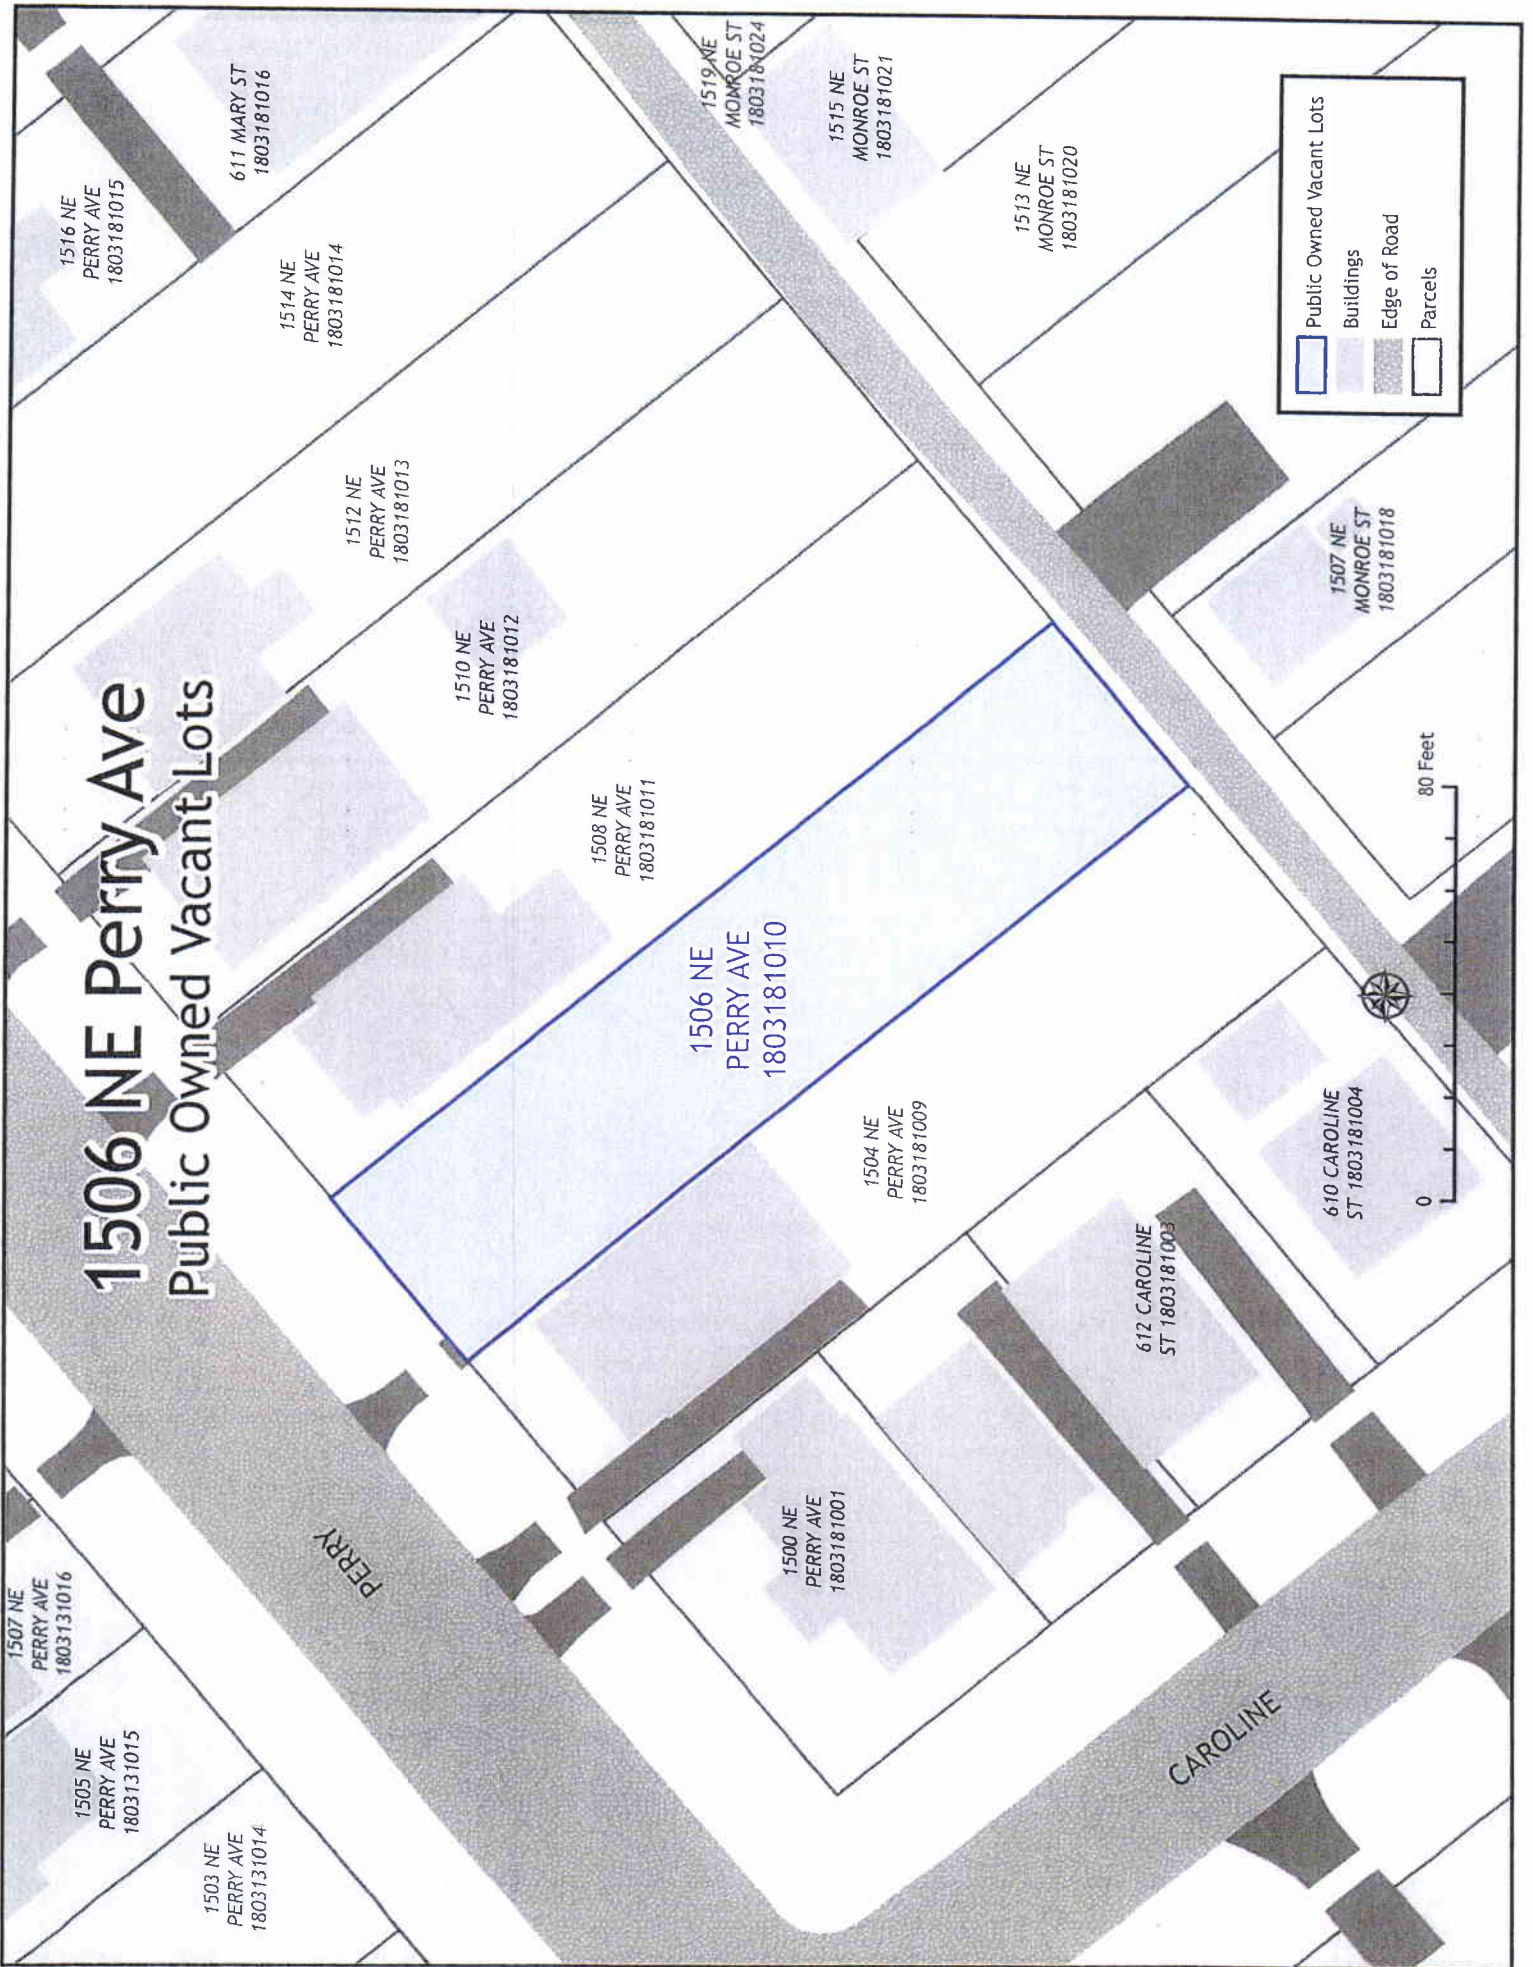 1506 NE Perry Ave
Public Owned Vacant Lots
1507 NE
PERRY AVE
1803131016
1505 NE
PERRY AVE
1803131015
1503 NE
PERRY AVE
1803131014
PERRY
1516 NE
PERRY AVE
1803181015
611 MARY ST
1803181016
1514 NE
PERRY AVE
1803181014
1512 NE
PERRY AVE
1803181013
1510 NE
PERRY AVE
1803181012
1508 NE
PERRY AVE
1803181011
1506 NE
PERRY AVE
1803181010
1504 NE
PERRY AVE
1803181009
1500 NE
PERRY AVE
1803181001
612 CAROLINE
ST 1803181003
610 CAROLINE
ST 1803181004
CAROLINE
1519 NE
MONROE ST
1803181024
1515 NE
MONROE ST
1803181021
1513 NE
MONROE ST
1803181020
1507 NE
MONROE ST
1803181018
0
80 Feet
Public Owned Vacant Lots
Buildings
Edge of Road
Parcels